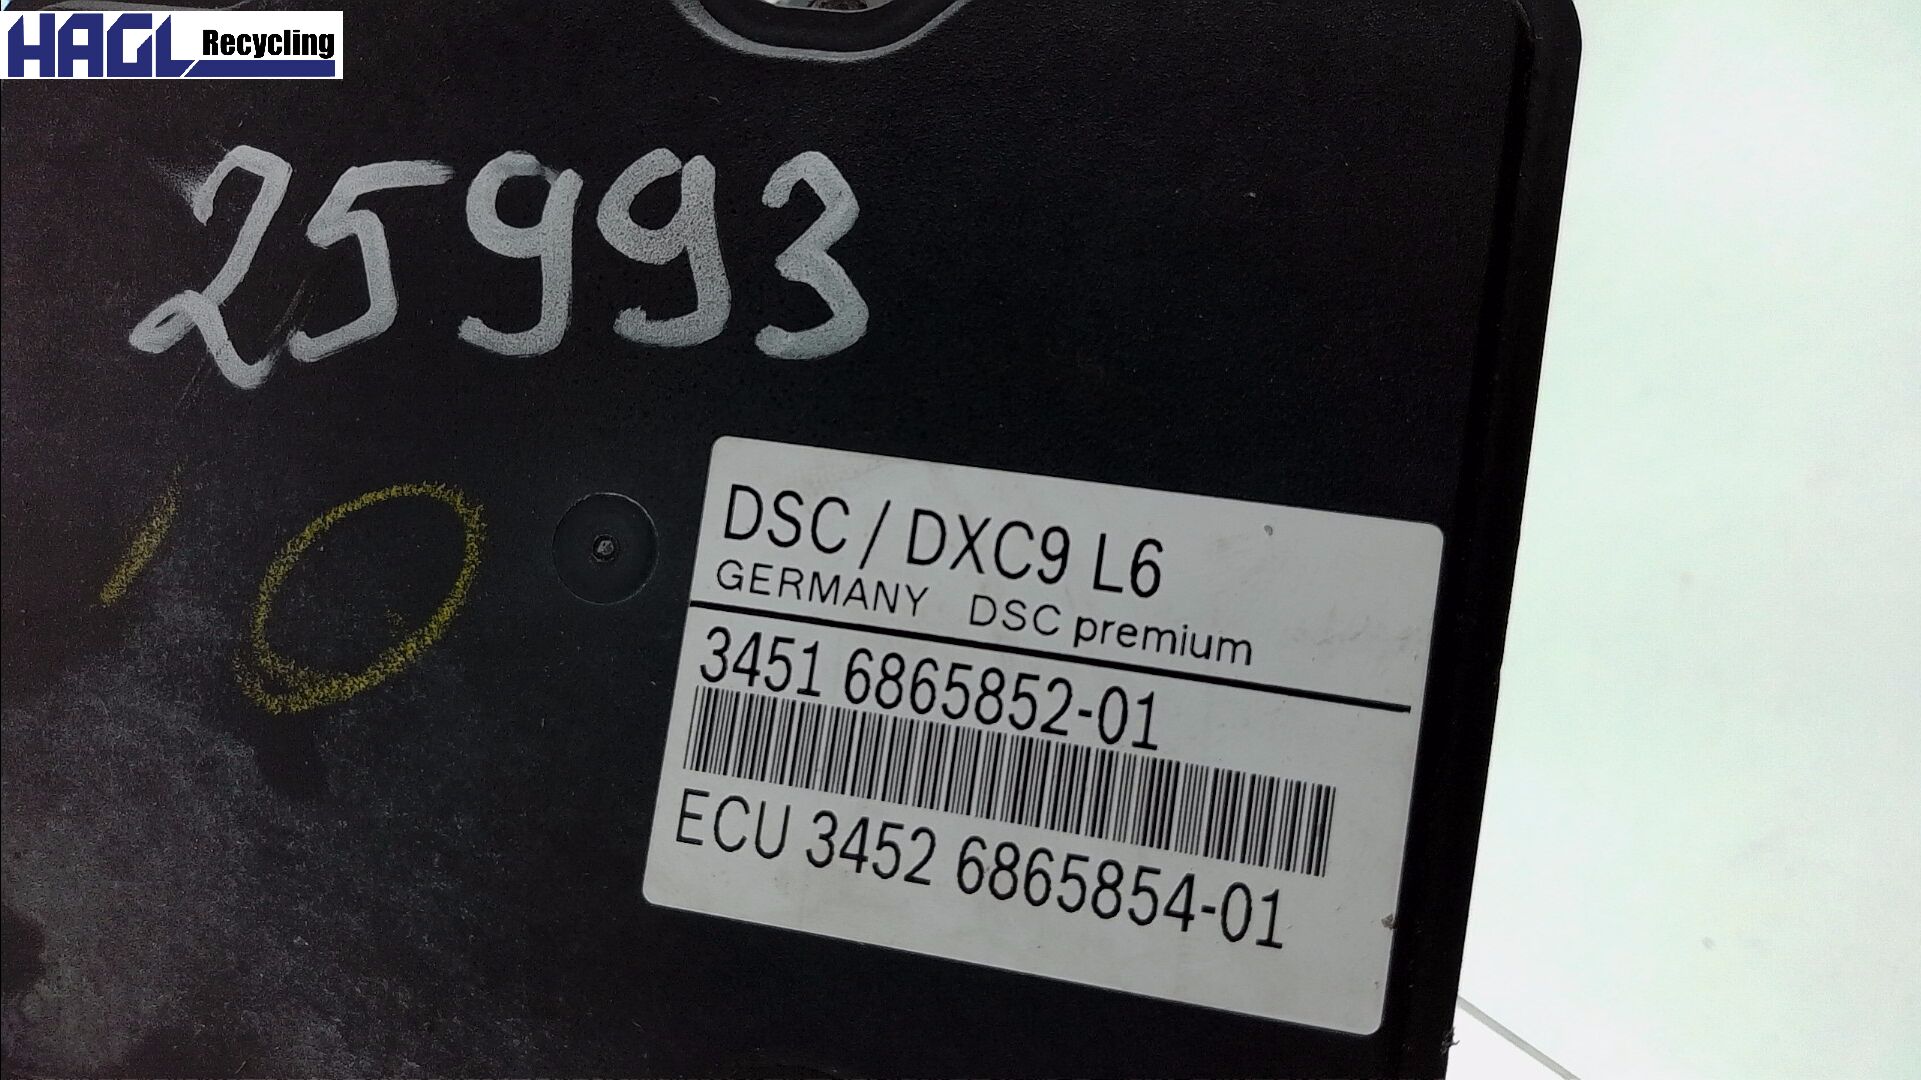 HAGL Recycling
25993
10
DSC / DXC9 L6
GERMANY DSC premium
3451 6865852-01
ECU 3452 6865854-01